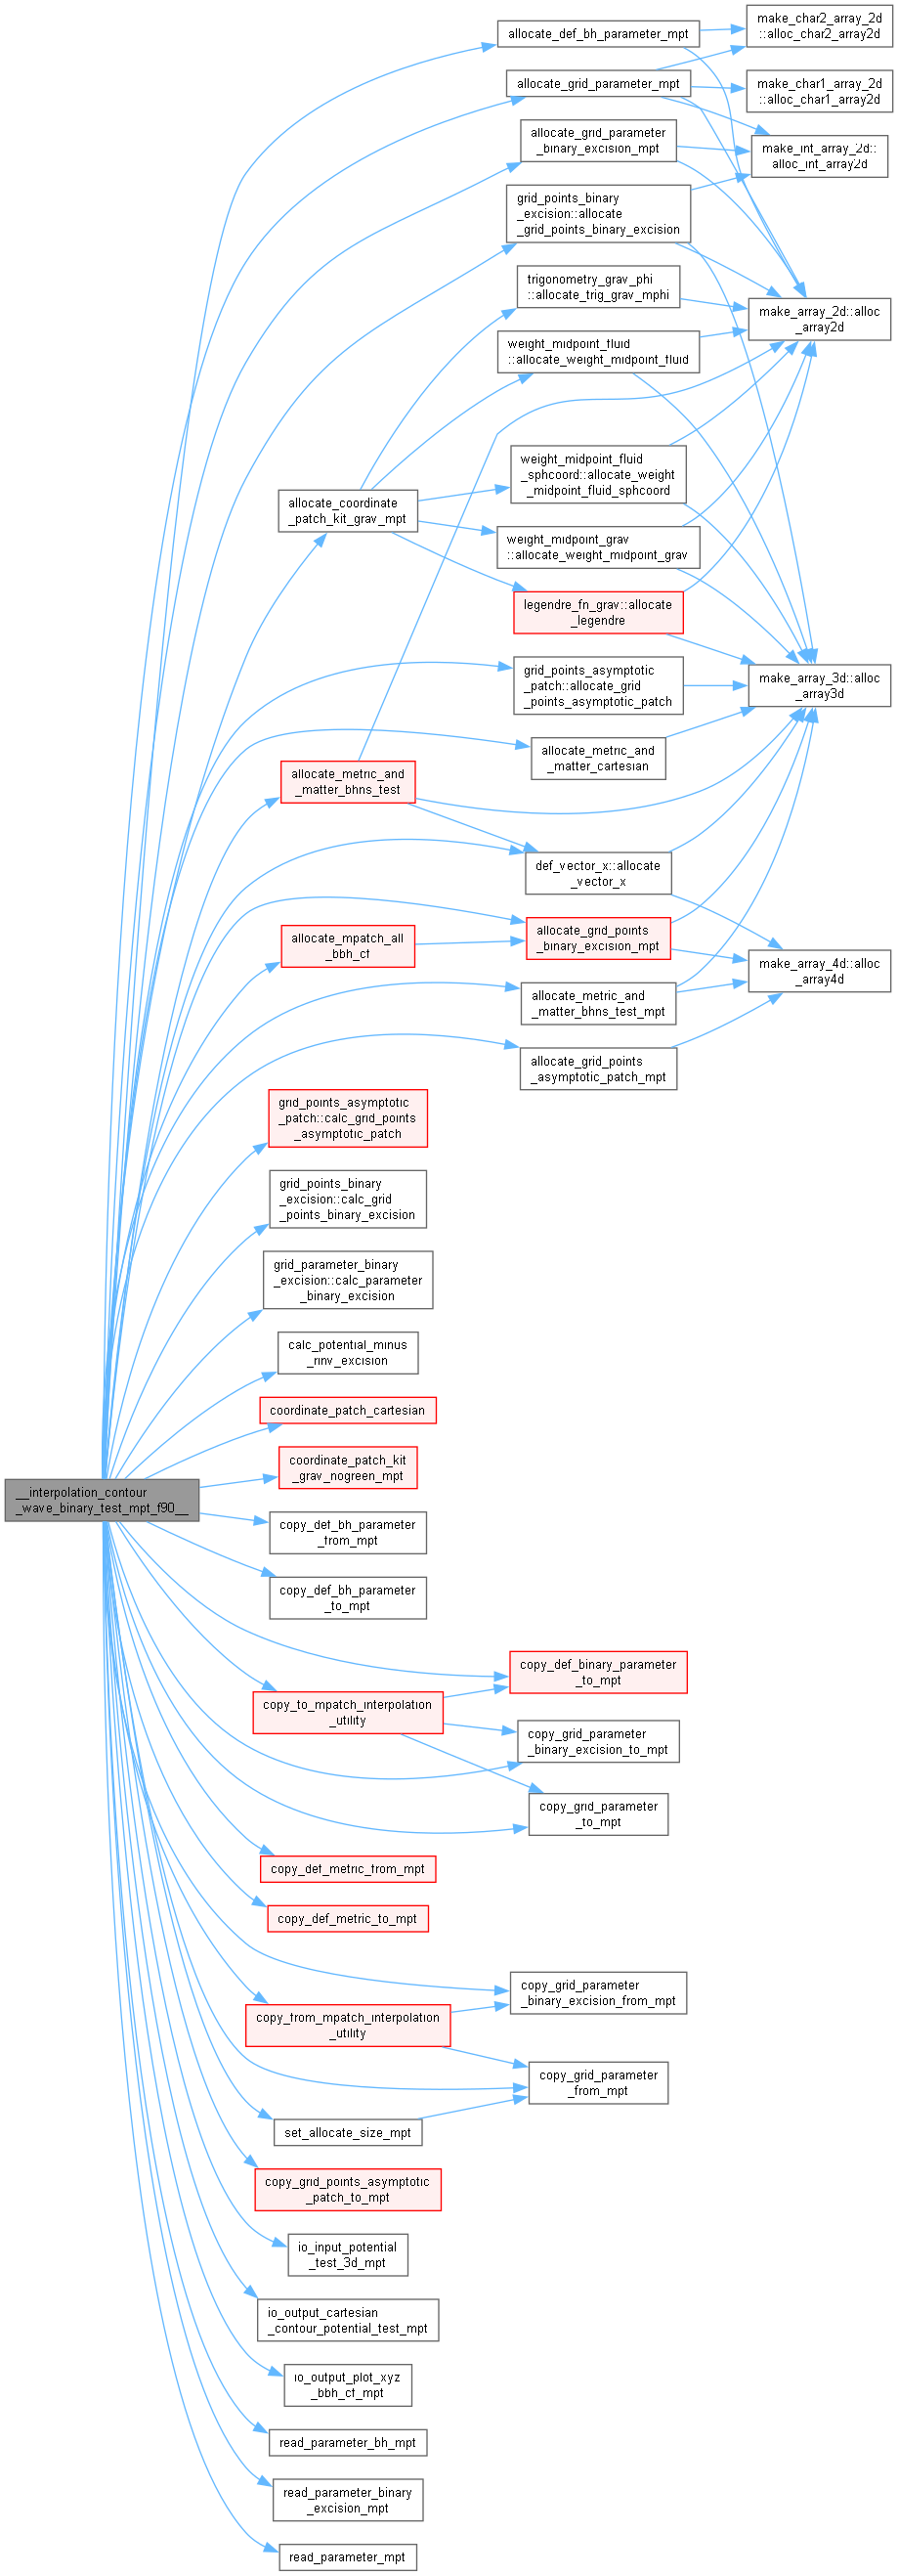 allocate_def_bh_parameter_mpt
make_char2_array_2d
::alloc_char2_array2d
allocate_grid_parameter_mpt
make_char1_array_2d
::alloc_char1_array2d
allocate_grid_parameter
_binary_excision_mpt
make_int_array_2d::
alloc_int_array2d
grid_points_binary
_excision::allocate
_grid_points_binary_excision
trigonometry_grav_phi
::allocate_trig_grav_mphi
make_array_2d::alloc
_array2d
weight_midpoint_fluid
::allocate_weight_midpoint_fluid
weight_midpoint_fluid
_sphcoord::allocate_weight
_midpoint_fluid_sphcoord
allocate_coordinate
_patch_kit_grav_mpt
weight_midpoint_grav
::allocate_weight_midpoint_grav
legendre_fn_grav::allocate
_legendre
grid_points_asymptotic
_patch::allocate_grid
_points_asymptotic_patch
make_array_3d::alloc
_array3d
allocate_metric_and
_matter_cartesian
allocate_metric_and
_matter_bhns_test
def_vector_x::allocate
_vector_x
allocate_mpatch_all
_bbh_cf
allocate_grid_points
_binary_excision_mpt
make_array_4d::alloc
_array4d
allocate_metric_and
_matter_bhns_test_mpt
allocate_grid_points
_asymptotic_patch_mpt
grid_points_asymptotic
_patch::calc_grid_points
_asymptotic_patch
grid_points_binary
_excision::calc_grid
_points_binary_excision
grid_parameter_binary
_excision::calc_parameter
_binary_excision
calc_potential_minus
_rinv_excision
coordinate_patch_cartesian
coordinate_patch_kit
_grav_nogreen_mpt
__interpolation_contour
_wave_binary_test_mpt_f90__
copy_def_bh_parameter
_from_mpt
copy_def_bh_parameter
_to_mpt
copy_def_binary_parameter
_to_mpt
copy_to_mpatch_interpolation
_utility
copy_grid_parameter
_binary_excision_to_mpt
copy_grid_parameter
_to_mpt
copy_def_metric_from_mpt
copy_def_metric_to_mpt
copy_grid_parameter
_binary_excision_from_mpt
copy_from_mpatch_interpolation
_utility
copy_grid_parameter
_from_mpt
set_allocate_size_mpt
copy_grid_points_asymptotic
_patch_to_mpt
io_input_potential
_test_3d_mpt
io_output_cartesian
_contour_potential_test_mpt
io_output_plot_xyz
_bbh_cf_mpt
read_parameter_bh_mpt
read_parameter_binary
_excision_mpt
read_parameter_mpt